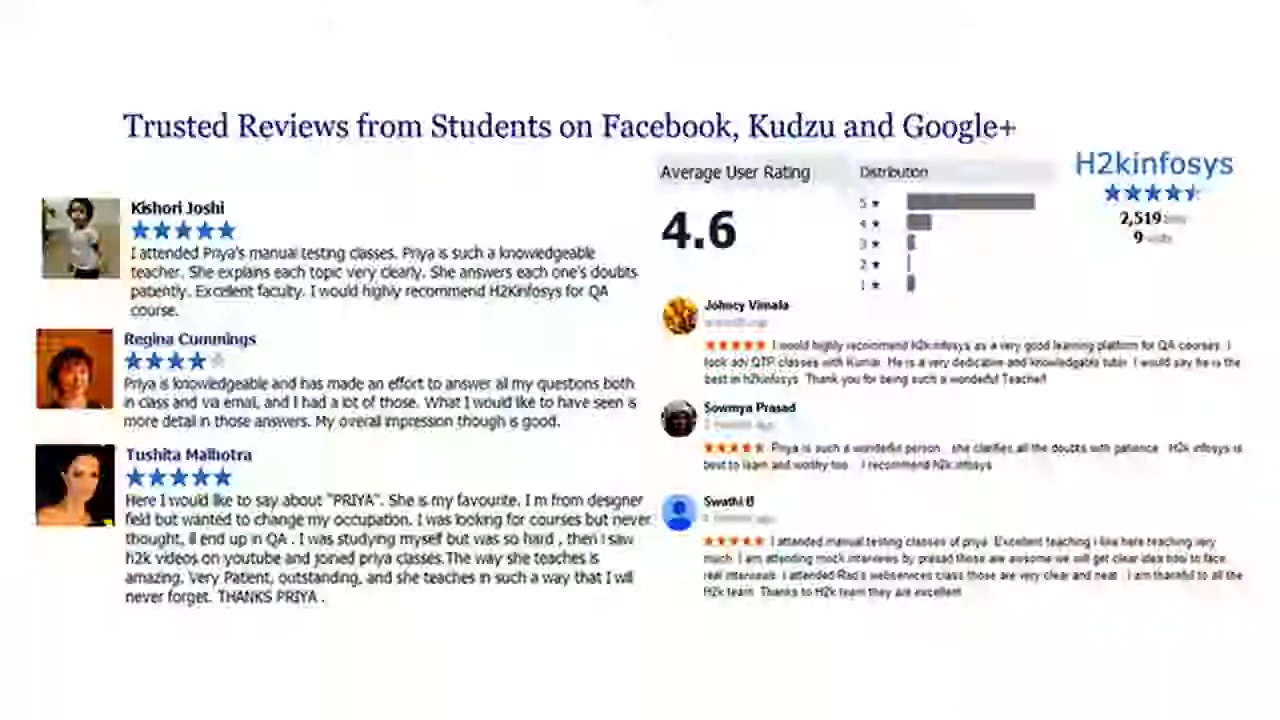 Trusted Reviews from Students on Facebook, Kudzu and Google+
Kishori Joshi
I attended Priya's manual testing classes. Priya is such a knowledgeable
teacher. She explains each topic very clearly. She answers each one's doubts
patiently. Excellent faculty. I would highly recommend H2Kinfosys for QA
course.
Regina Cummings
Priya is knowledgeable and has made an effort to answer all my questions both
in class and via email, and I had a lot of those. What I would like to have seen is
more detail in those answers. My overall impression though is good.
Tushita Malhotra
Here I would like to say about "PRIYA". She is my favourite. I m from designer
field but wanted to change my occupation. I was looking for courses but never
thought, ill end up in QA . I was studying myself but was so hard , then i saw
h2k videos on youtube and joined priya classes.The way she teaches is
amazing. Very Patient, outstanding, and she teaches in such a way that I will
never forget. THANKS PRIYA .
Average User Rating
4.6
Distribution
5 ★
4 ★
3 ★
2 ★
1 ★
H2kinfosys
2,519
9 visits
Johncy Vimala
I would highly recommend h2k infosys as a very good learning platform for QA courses. I
took adv QTP classes with Kumar. He is a very dedicative and knowledgable tutor. I would say he is the
best in h2kinfosys. Thank you for being such a wonderful Teacher!
Sowmya Prasad
Priya is such a wonderful person . she clarifies all the doubts with patience . H2k infosys is
best to learn and worthy too . I recommend h2k infosys
Swathi B
I attended manual testing classes of priya. Excellent teaching i like here teaching very
much. I am attending mock interviews by prasad those are awsome we will get clear idea how to face
real interviews. I attended Rao's webservices class those are very clear and neat . I am thankful to all the
H2k team. Thanks to H2k team they are excellent